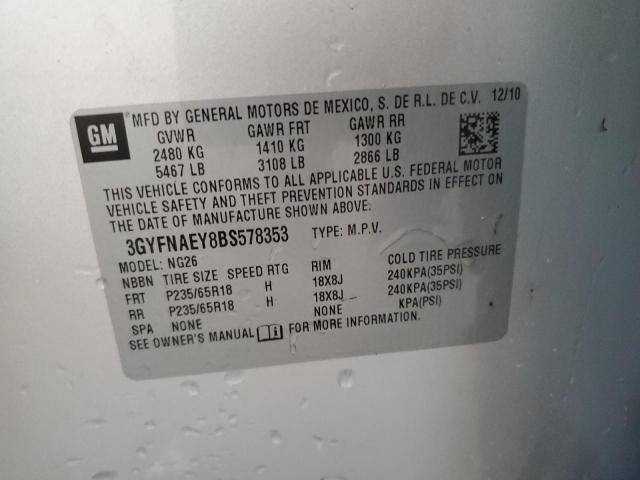 GM
® MFD BY GENERAL MOTORS DE MEXICO, S. DE R.L. DE C.V. 12/10
GVWR GAWR FRT GAWR RR
2480 KG 1410 KG 1300 KG
5467 LB 3108 LB 2866 LB
THIS VEHICLE CONFORMS TO ALL APPLICABLE U.S. FEDERAL MOTOR
VEHICLE SAFETY AND THEFT PREVENTION STANDARDS IN EFFECT ON
THE DATE OF MANUFACTURE SHOWN ABOVE.
3GYFNAEY8BS578353 TYPE: M.P.V.
MODEL: NG26
NBBN TIRE SIZE SPEED RTG RIM COLD TIRE PRESSURE
FRT P235/65R18 H 18X8J 240KPA(35PSI)
RR P235/65R18 H 18X8J 240KPA(35PSI)
SPA NONE NONE KPA(PSI)
SEE OWNER'S MANUAL FOR MORE INFORMATION.